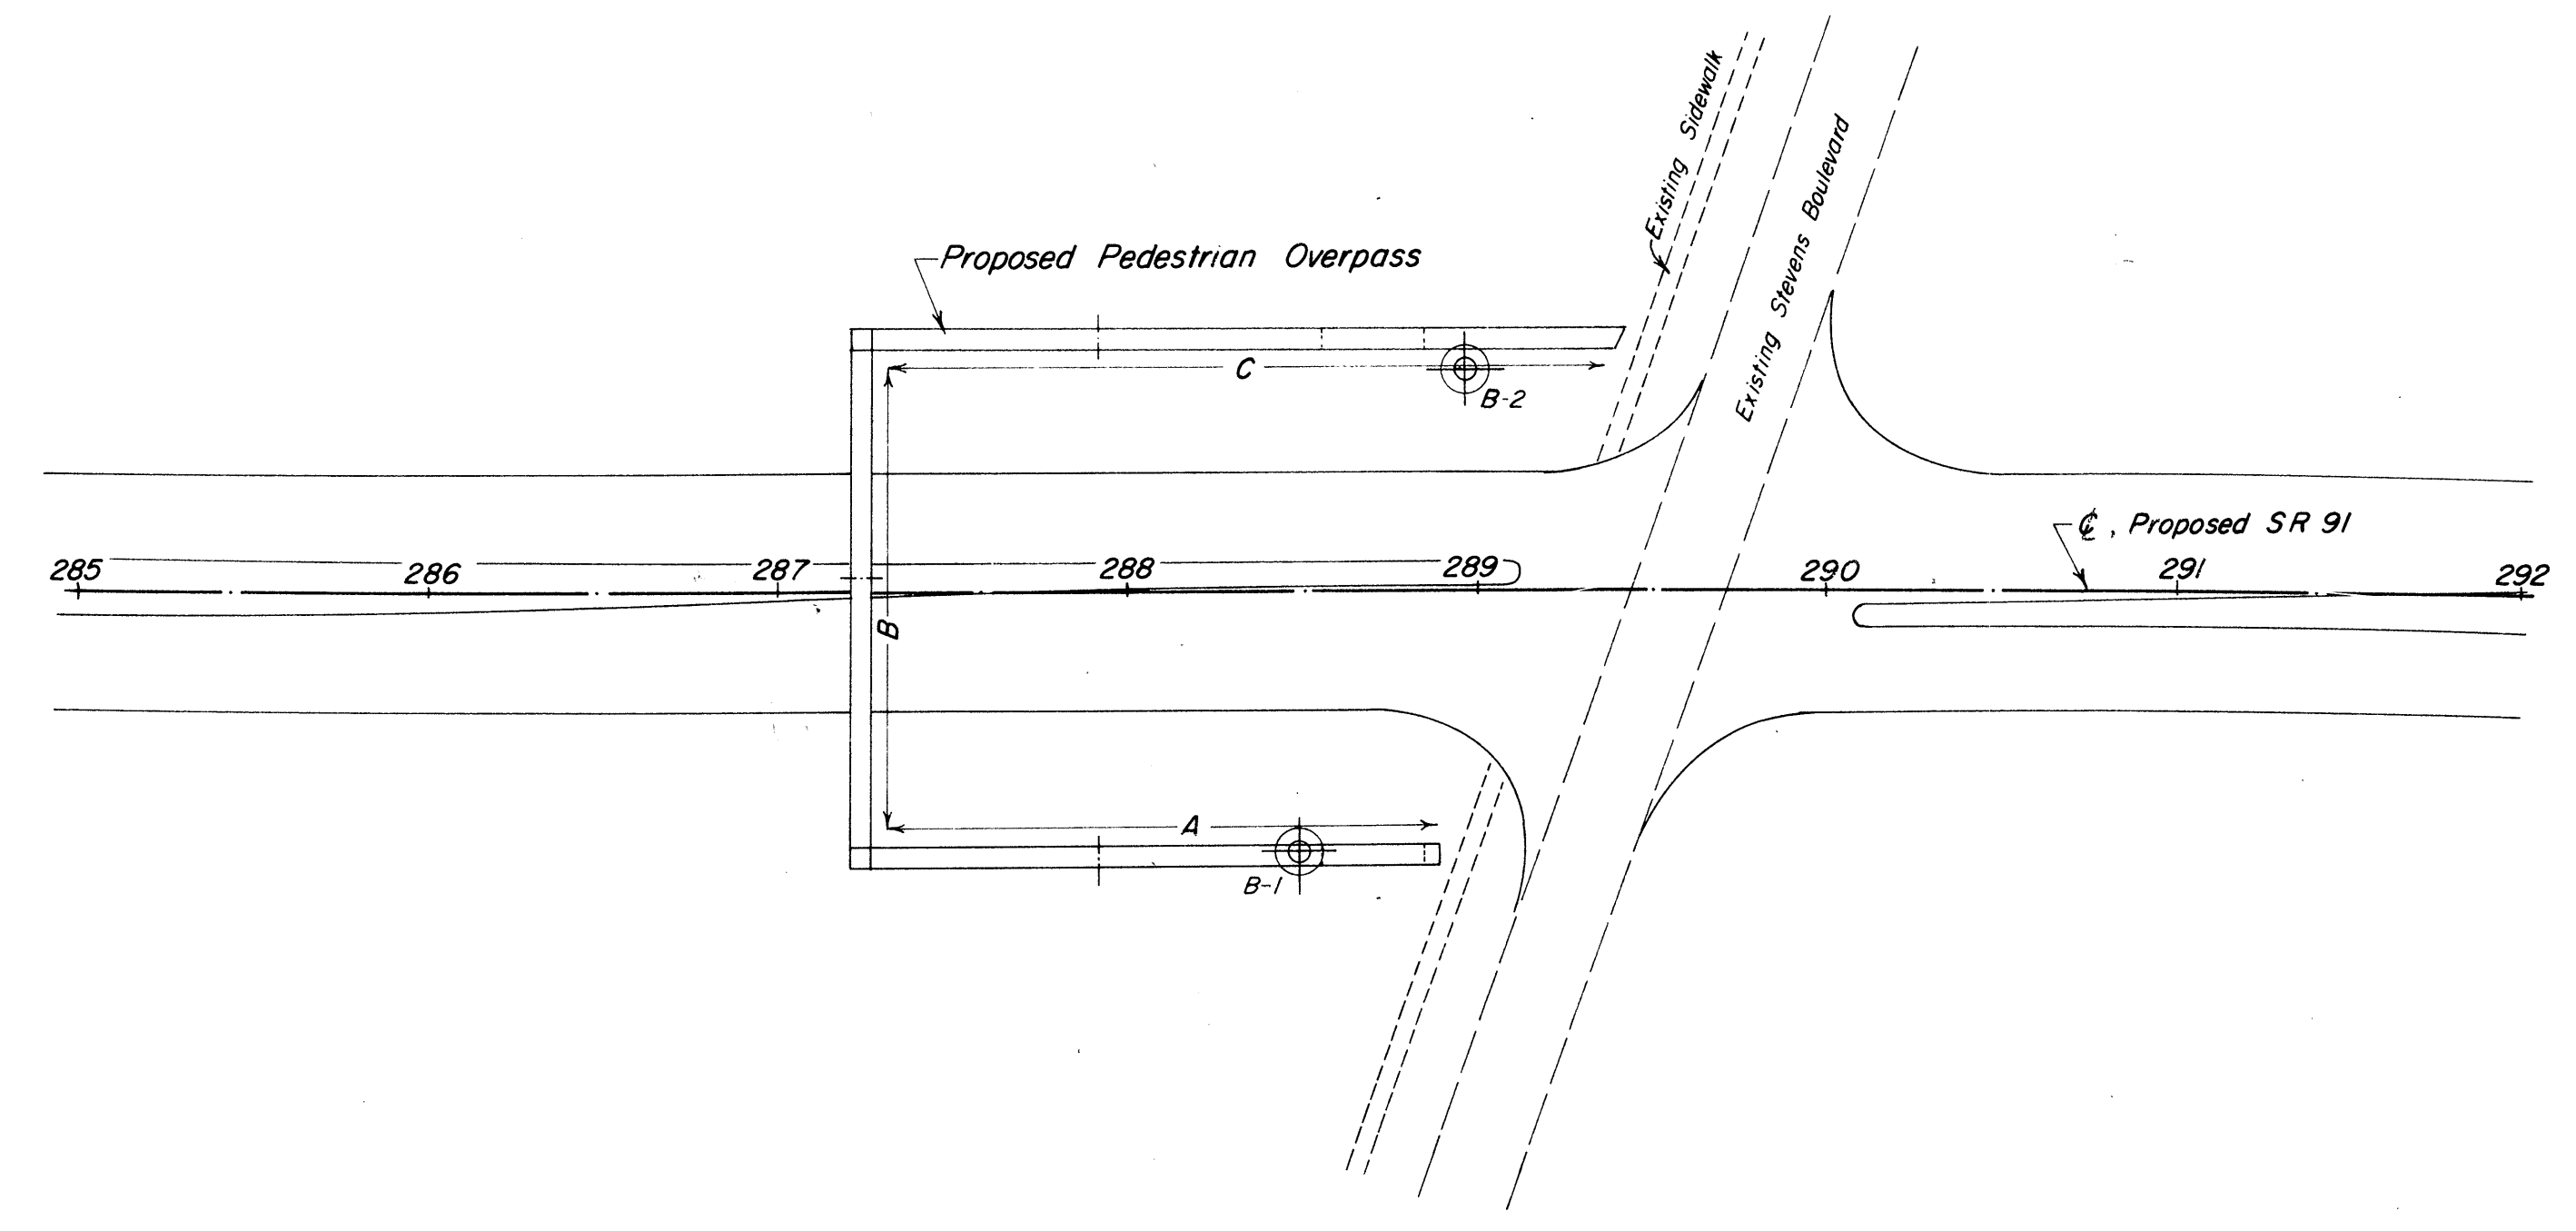 Existing Sidewalk
Existing Stevens Boulevard
Proposed Pedestrian Overpass
C
B-2
℄, Proposed SR 91
285 286 287 288 289 290 291 292
B
A
B-1